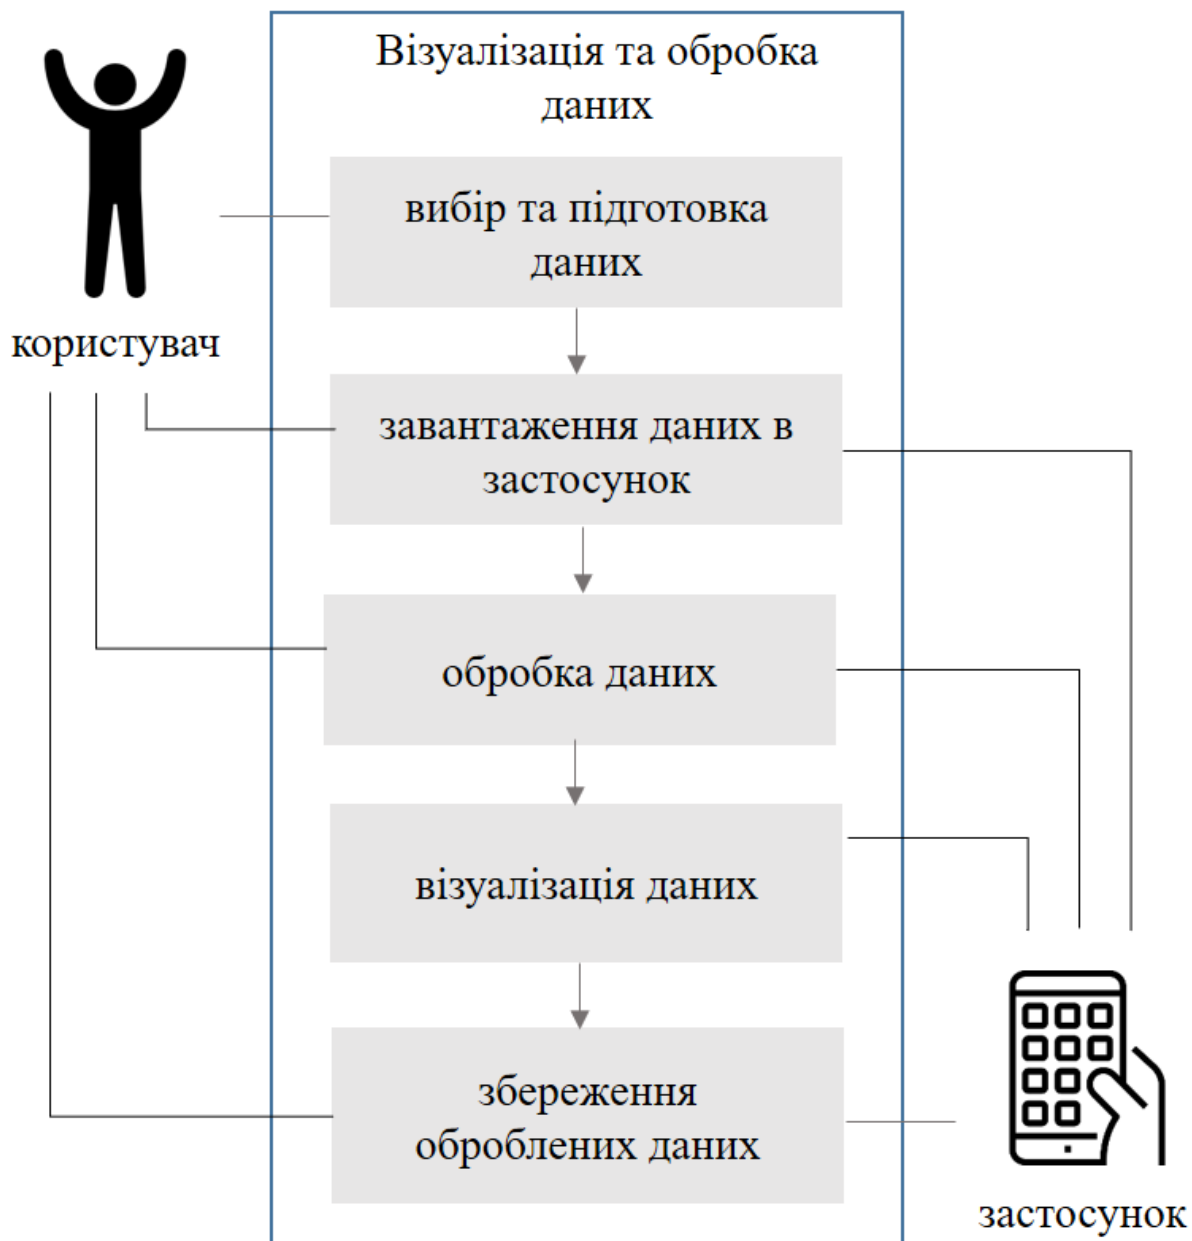 Візуалізація та обробка
даних
вибір та підготовка
даних
користувач
завантаження даних в
застосунок
обробка даних
візуалізація даних
збереження
оброблених даних
застосунок